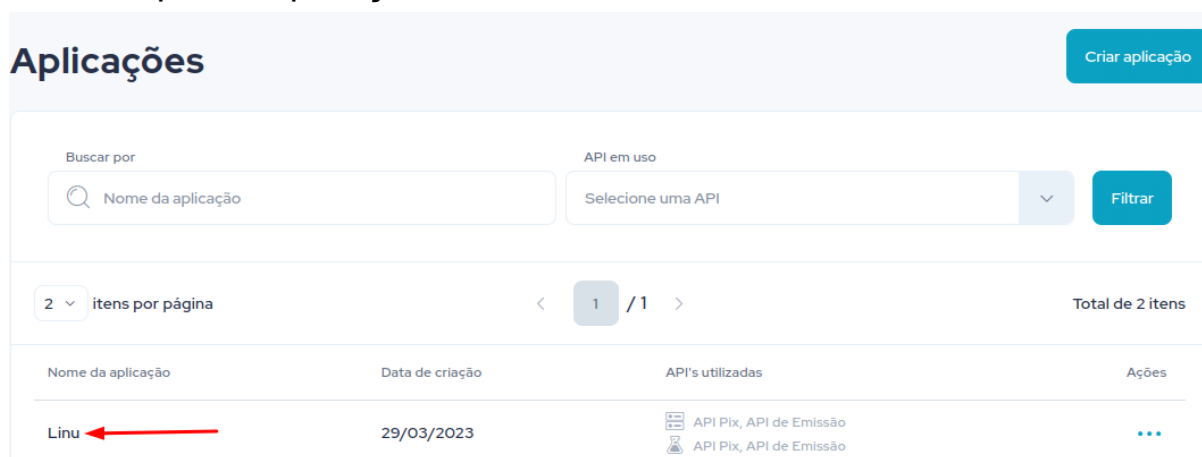 Aplicações
Criar aplicação
Buscar por
API em uso
Nome da aplicação
Selecione uma API
Filtrar
2 itens por página
1 / 1
Total de 2 itens
Nome da aplicação Data de criação API's utilizadas Ações
Linu 29/03/2023 API Pix, API de Emissão
API Pix, API de Emissão